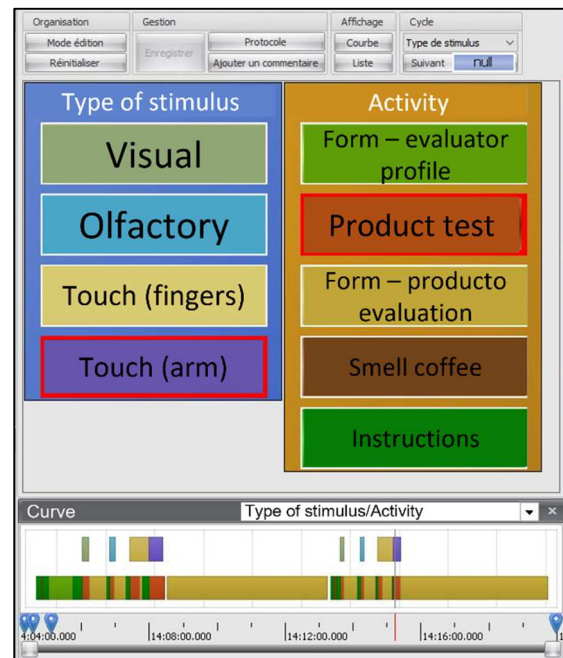 Organisation Gestion Affichage Cycle
Mode édition Enregistrer Protocole Courbe Type de stimulus
Réinitialiser Ajouter un commentaire Liste Suivant null
Type of stimulus
Visual
Olfactory
Touch (fingers)
Touch (arm)
Activity
Form – evaluator
profile
Product test
Form – producto
evaluation
Smell coffee
Instructions
Curve Type of stimulus/Activity
4:04:00.000 14:08:00.000 14:12:00.000 14:16:00.000